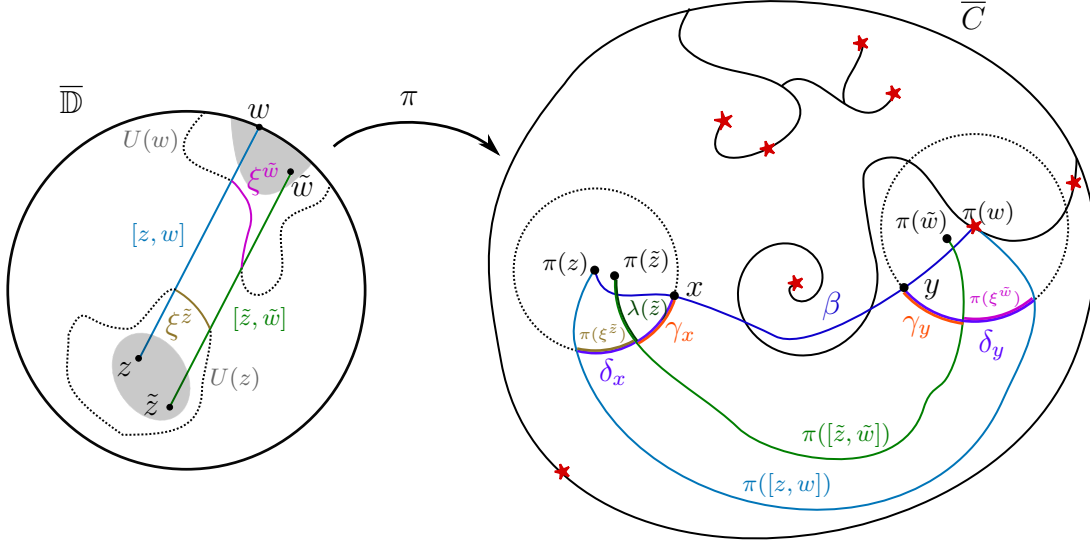 𝔻̅
w
U(w)
ξ^w̃
w̃
[z, w]
[z̃, w̃]
ξ^z̃
z
z̃
U(z)
π
C̅
π(z)
π(z̃)
x
λ(z̃)
π(ξ^z̃)
γ_x
δ_x
β
π(w̃)
π(w)
y
π(ξ^w̃)
γ_y
δ_y
π([z̃, w̃])
π([z, w])